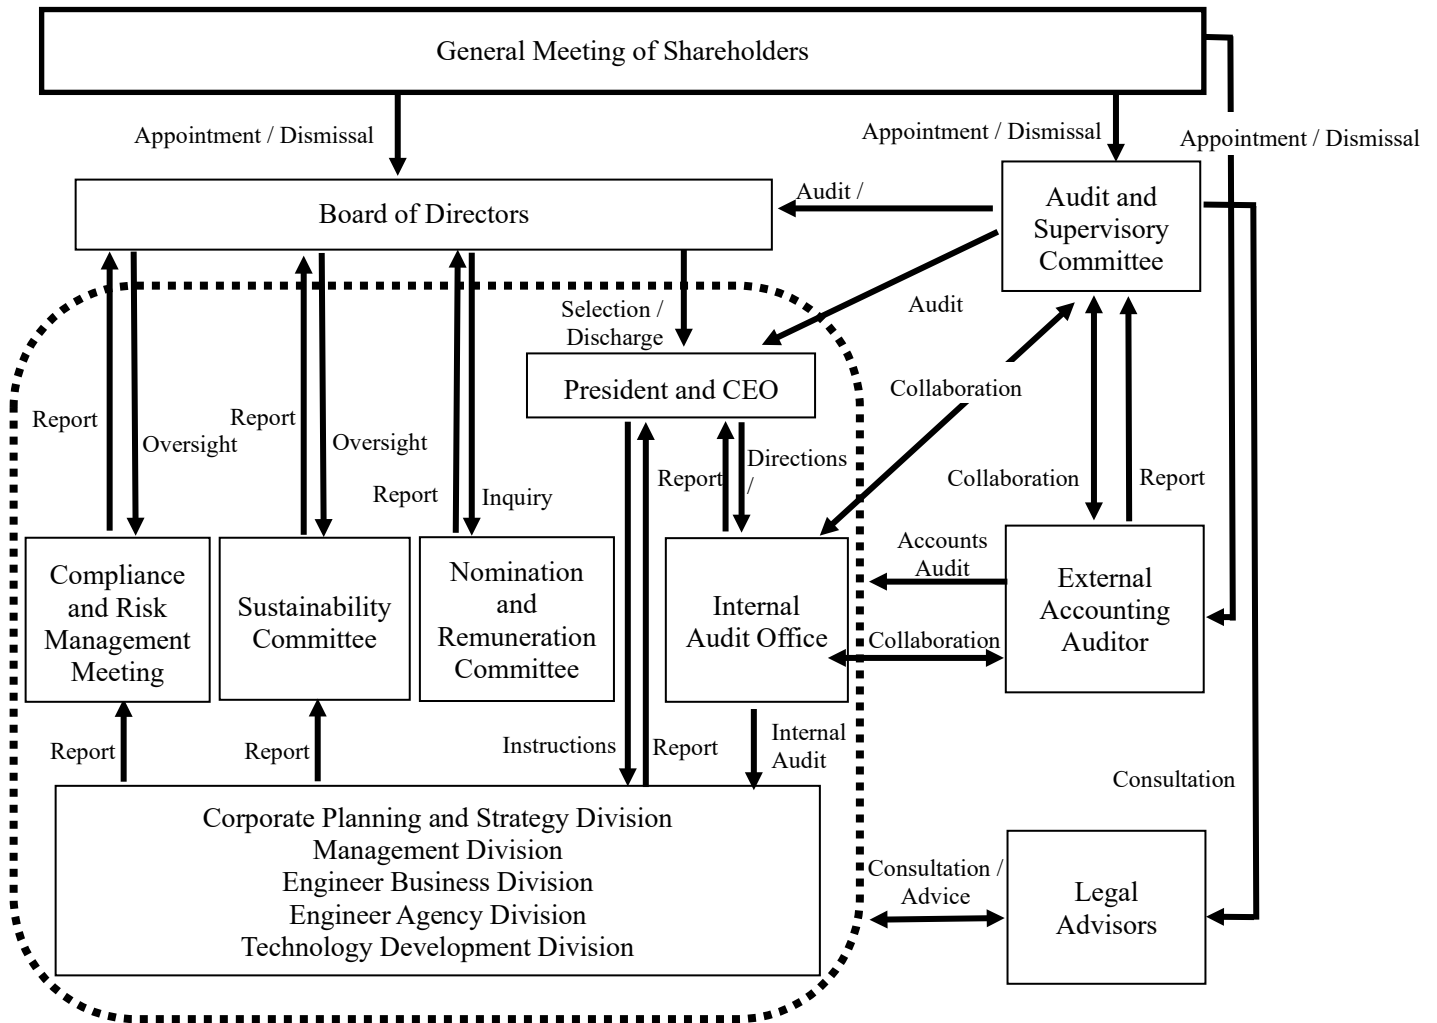 General Meeting of Shareholders
Appointment / Dismissal
Appointment / Dismissal
Appointment / Dismissal
Board of Directors
Audit /
Audit and
Supervisory
Committee
Selection /
Discharge
Audit
President and CEO
Collaboration
Report
Oversight
Report
Oversight
Report
Inquiry
Report
Directions
/
Collaboration
Report
Compliance
and Risk
Management
Meeting
Sustainability
Committee
Nomination
and
Remuneration
Committee
Internal
Audit Office
Accounts
Audit
Collaboration
External
Accounting
Auditor
Report
Report
Instructions
Report
Internal
Audit
Consultation
Corporate Planning and Strategy Division
Management Division
Engineer Business Division
Engineer Agency Division
Technology Development Division
Consultation /
Advice
Legal
Advisors